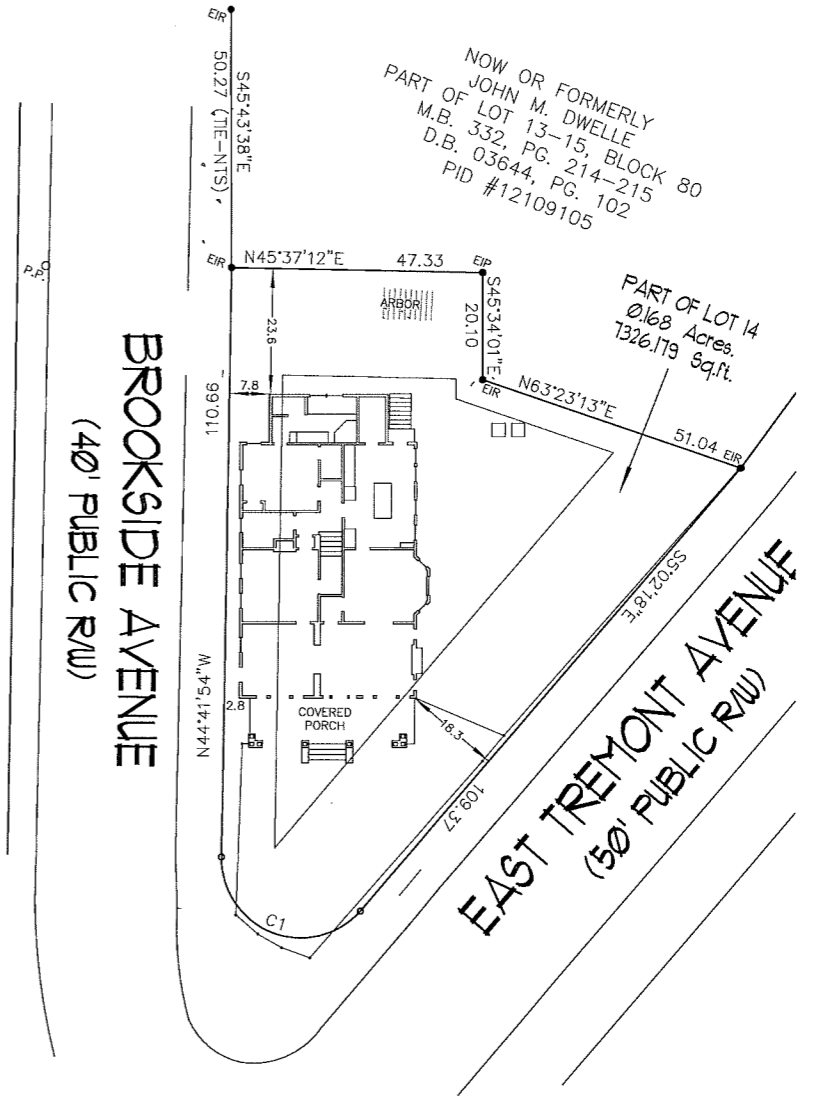 EIR
S45°43'38"E
50.27 (TIE-NTS)
NOW OR FORMERLY
JOHN M. DWELLE
PART OF LOT 13-15, BLOCK 80
M.B. 332, PG. 214-215
D.B. 03644, PG. 102
PID #12109105
P.P.
EIR
N45°37'12"E
47.33
EIP
ARBOR
S45°34'01"E
20.10
PART OF LOT 14
0.168 Acres.
7326.179 Sq.ft.
23.6
7.8
110.66
EIR
N63°23'13"E
51.04
EIR
BROOKSIDE AVENUE
(40' PUBLIC R/W)
S5°02'18"E
EAST TREMONT AVENUE
(50' PUBLIC R/W)
N44°41'54"W
2.8
COVERED
PORCH
18.3
109.37
C1